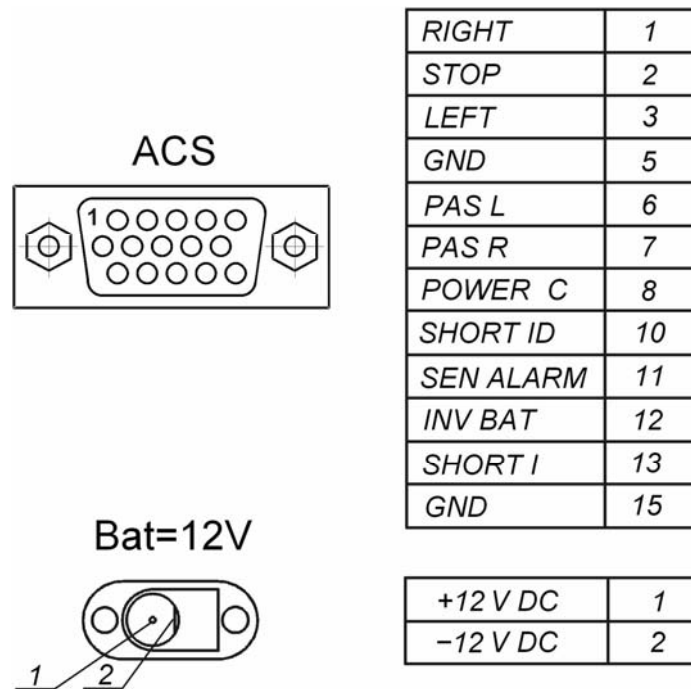 ACS
1
RIGHT 1
STOP 2
LEFT 3
GND 5
PAS L 6
PAS R 7
POWER C 8
SHORT ID 10
SEN ALARM 11
INV BAT 12
SHORT I 13
GND 15
Bat=12V
1 2
+12 V DC 1
−12 V DC 2